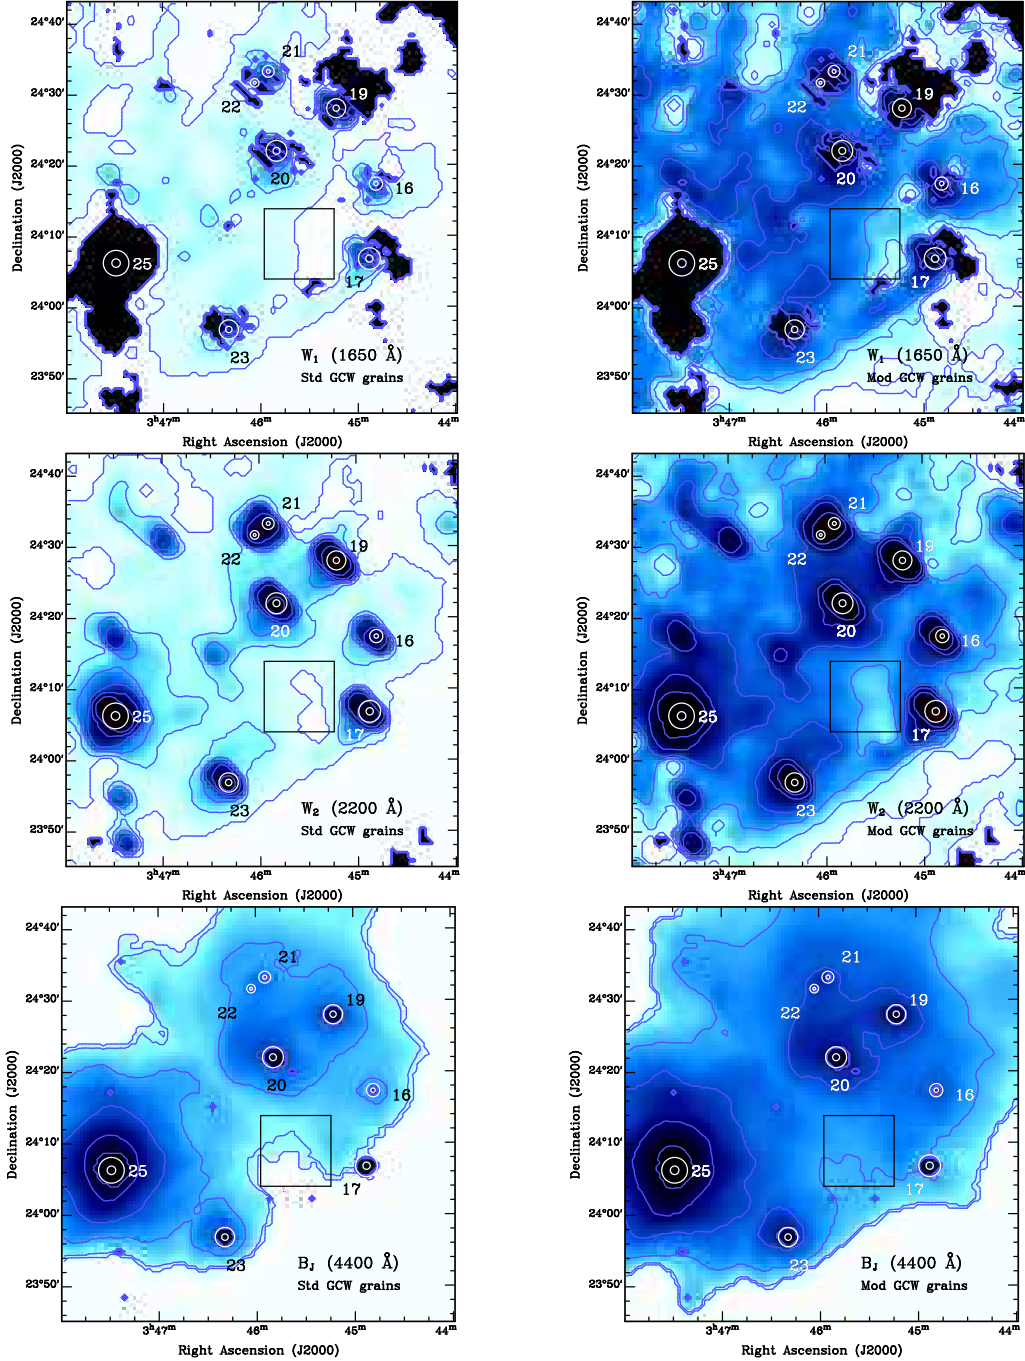 24°40′
24°30′
24°20′
24°10′
24°00′
23°50′
Declination (J2000)
21
22
19
20
16
25
17
23
W₁ (1650 Å)
Std GCW grains
3ʰ47ᵐ
46ᵐ
45ᵐ
44ᵐ
Right Ascension (J2000)
24°40′
24°30′
24°20′
24°10′
24°00′
23°50′
Declination (J2000)
21
22
19
20
16
25
17
23
W₁ (1650 Å)
Mod GCW grains
3ʰ47ᵐ
46ᵐ
45ᵐ
44ᵐ
Right Ascension (J2000)
24°40′
24°30′
24°20′
24°10′
24°00′
23°50′
Declination (J2000)
21
22
19
20
16
25
17
23
W₂ (2200 Å)
Std GCW grains
3ʰ47ᵐ
46ᵐ
45ᵐ
44ᵐ
Right Ascension (J2000)
24°40′
24°30′
24°20′
24°10′
24°00′
23°50′
Declination (J2000)
21
22
19
20
16
25
17
23
W₂ (2200 Å)
Mod GCW grains
3ʰ47ᵐ
46ᵐ
45ᵐ
44ᵐ
Right Ascension (J2000)
24°40′
24°30′
24°20′
24°10′
24°00′
23°50′
Declination (J2000)
21
22
19
20
16
25
17
23
B_J (4400 Å)
Std GCW grains
3ʰ47ᵐ
46ᵐ
45ᵐ
44ᵐ
Right Ascension (J2000)
24°40′
24°30′
24°20′
24°10′
24°00′
23°50′
Declination (J2000)
21
22
19
20
16
25
17
23
B_J (4400 Å)
Mod GCW grains
3ʰ47ᵐ
46ᵐ
45ᵐ
44ᵐ
Right Ascension (J2000)